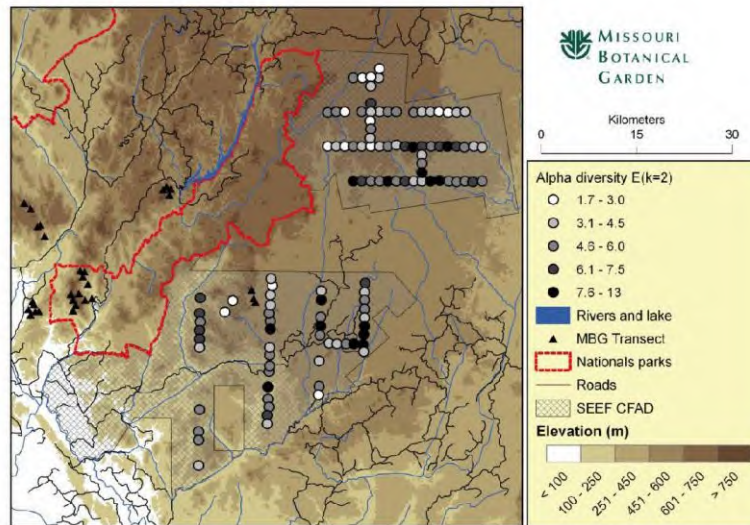 MISSOURI
BOTANICAL
GARDEN
Kilometers
0 15 30
Alpha diversity E(k=2)
1.7 - 3.0
3.1 - 4.5
4.6 - 6.0
6.1 - 7.5
7.6 - 13
Rivers and lake
MBG Transect
Nationals parks
Roads
SEEF CFAD
Elevation (m)
< 100
100 - 250
251 - 450
451 - 600
601 - 750
> 750